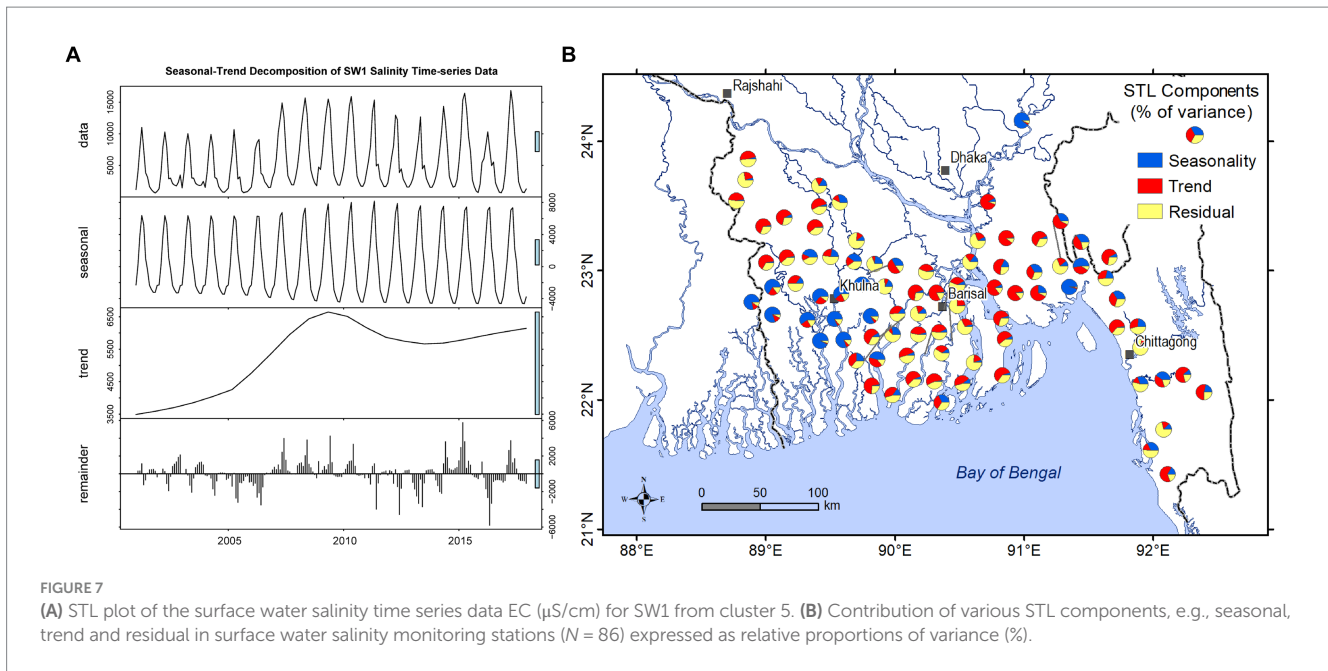 A
Seasonal-Trend Decomposition of SW1 Salinity Time-series Data
data
5000 10000 15000
seasonal
-4000 0 4000 8000
trend
3500 4500 5500 6500
remainder
-6000 -2000 2000 6000
2005 2010 2015
B
STL Components
(% of variance)
Seasonality
Trend
Residual
Rajshahi
Dhaka
Khulna
Barisal
Chittagong
Bay of Bengal
N
W E
S
0 50 100
km
24°N
23°N
22°N
21°N
88°E 89°E 90°E 91°E 92°E
FIGURE 7
(A) STL plot of the surface water salinity time series data EC (μS/cm) for SW1 from cluster 5. (B) Contribution of various STL components, e.g., seasonal,
trend and residual in surface water salinity monitoring stations (N = 86) expressed as relative proportions of variance (%).